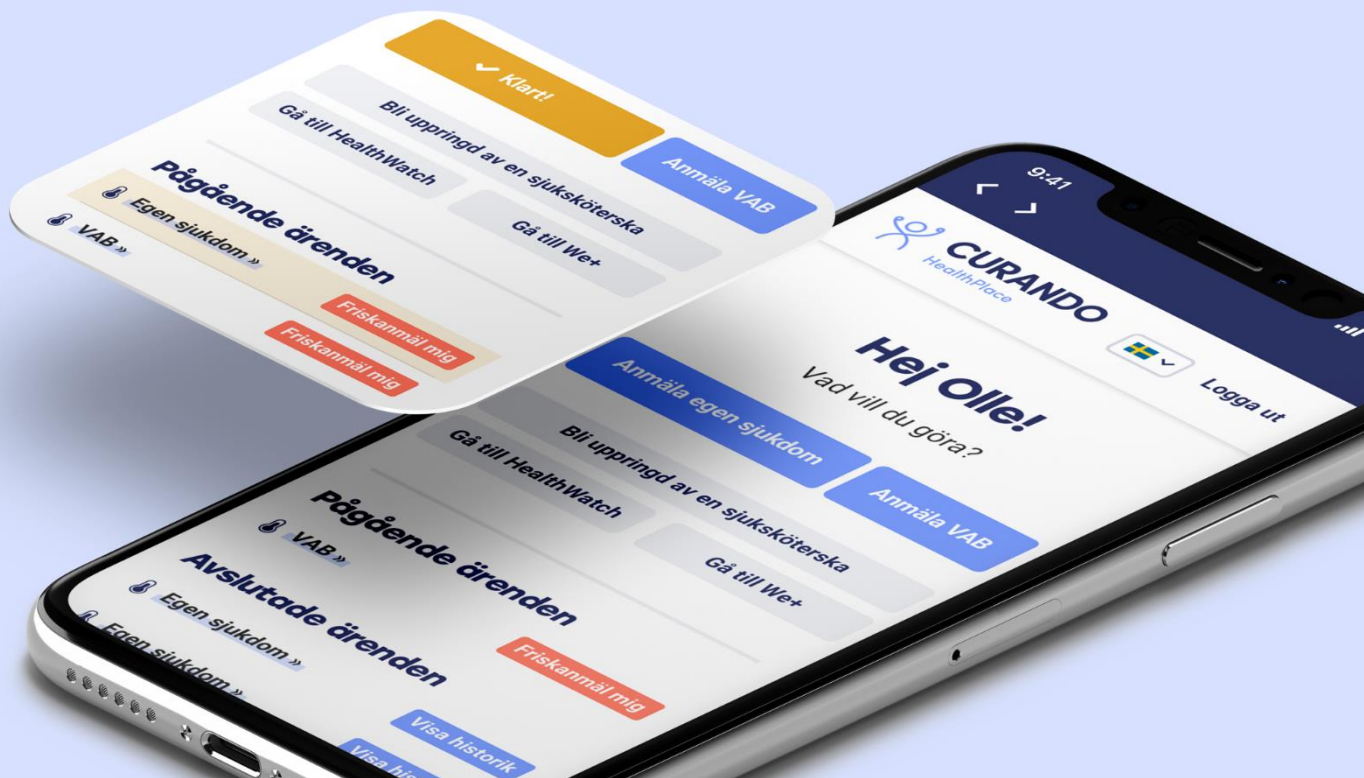 ✓ Klart!
Anmäla VAB
Bli uppringd av en sjuksköterska
Gå till HealthWatch
Gå till We+
Pågående ärenden
Egen sjukdom »
Friskanmäl mig
VAB »
Friskanmäl mig
9:41
CURANDO
HealthPlace
Logga ut
Hej Olle!
Vad vill du göra?
Anmäla egen sjukdom
Anmäla VAB
Bli uppringd av en sjuksköterska
Gå till HealthWatch
Gå till We+
Pågående ärenden
VAB »
Friskanmäl mig
Avslutade ärenden
Egen sjukdom »
Visa historik
Egen sjukdom »